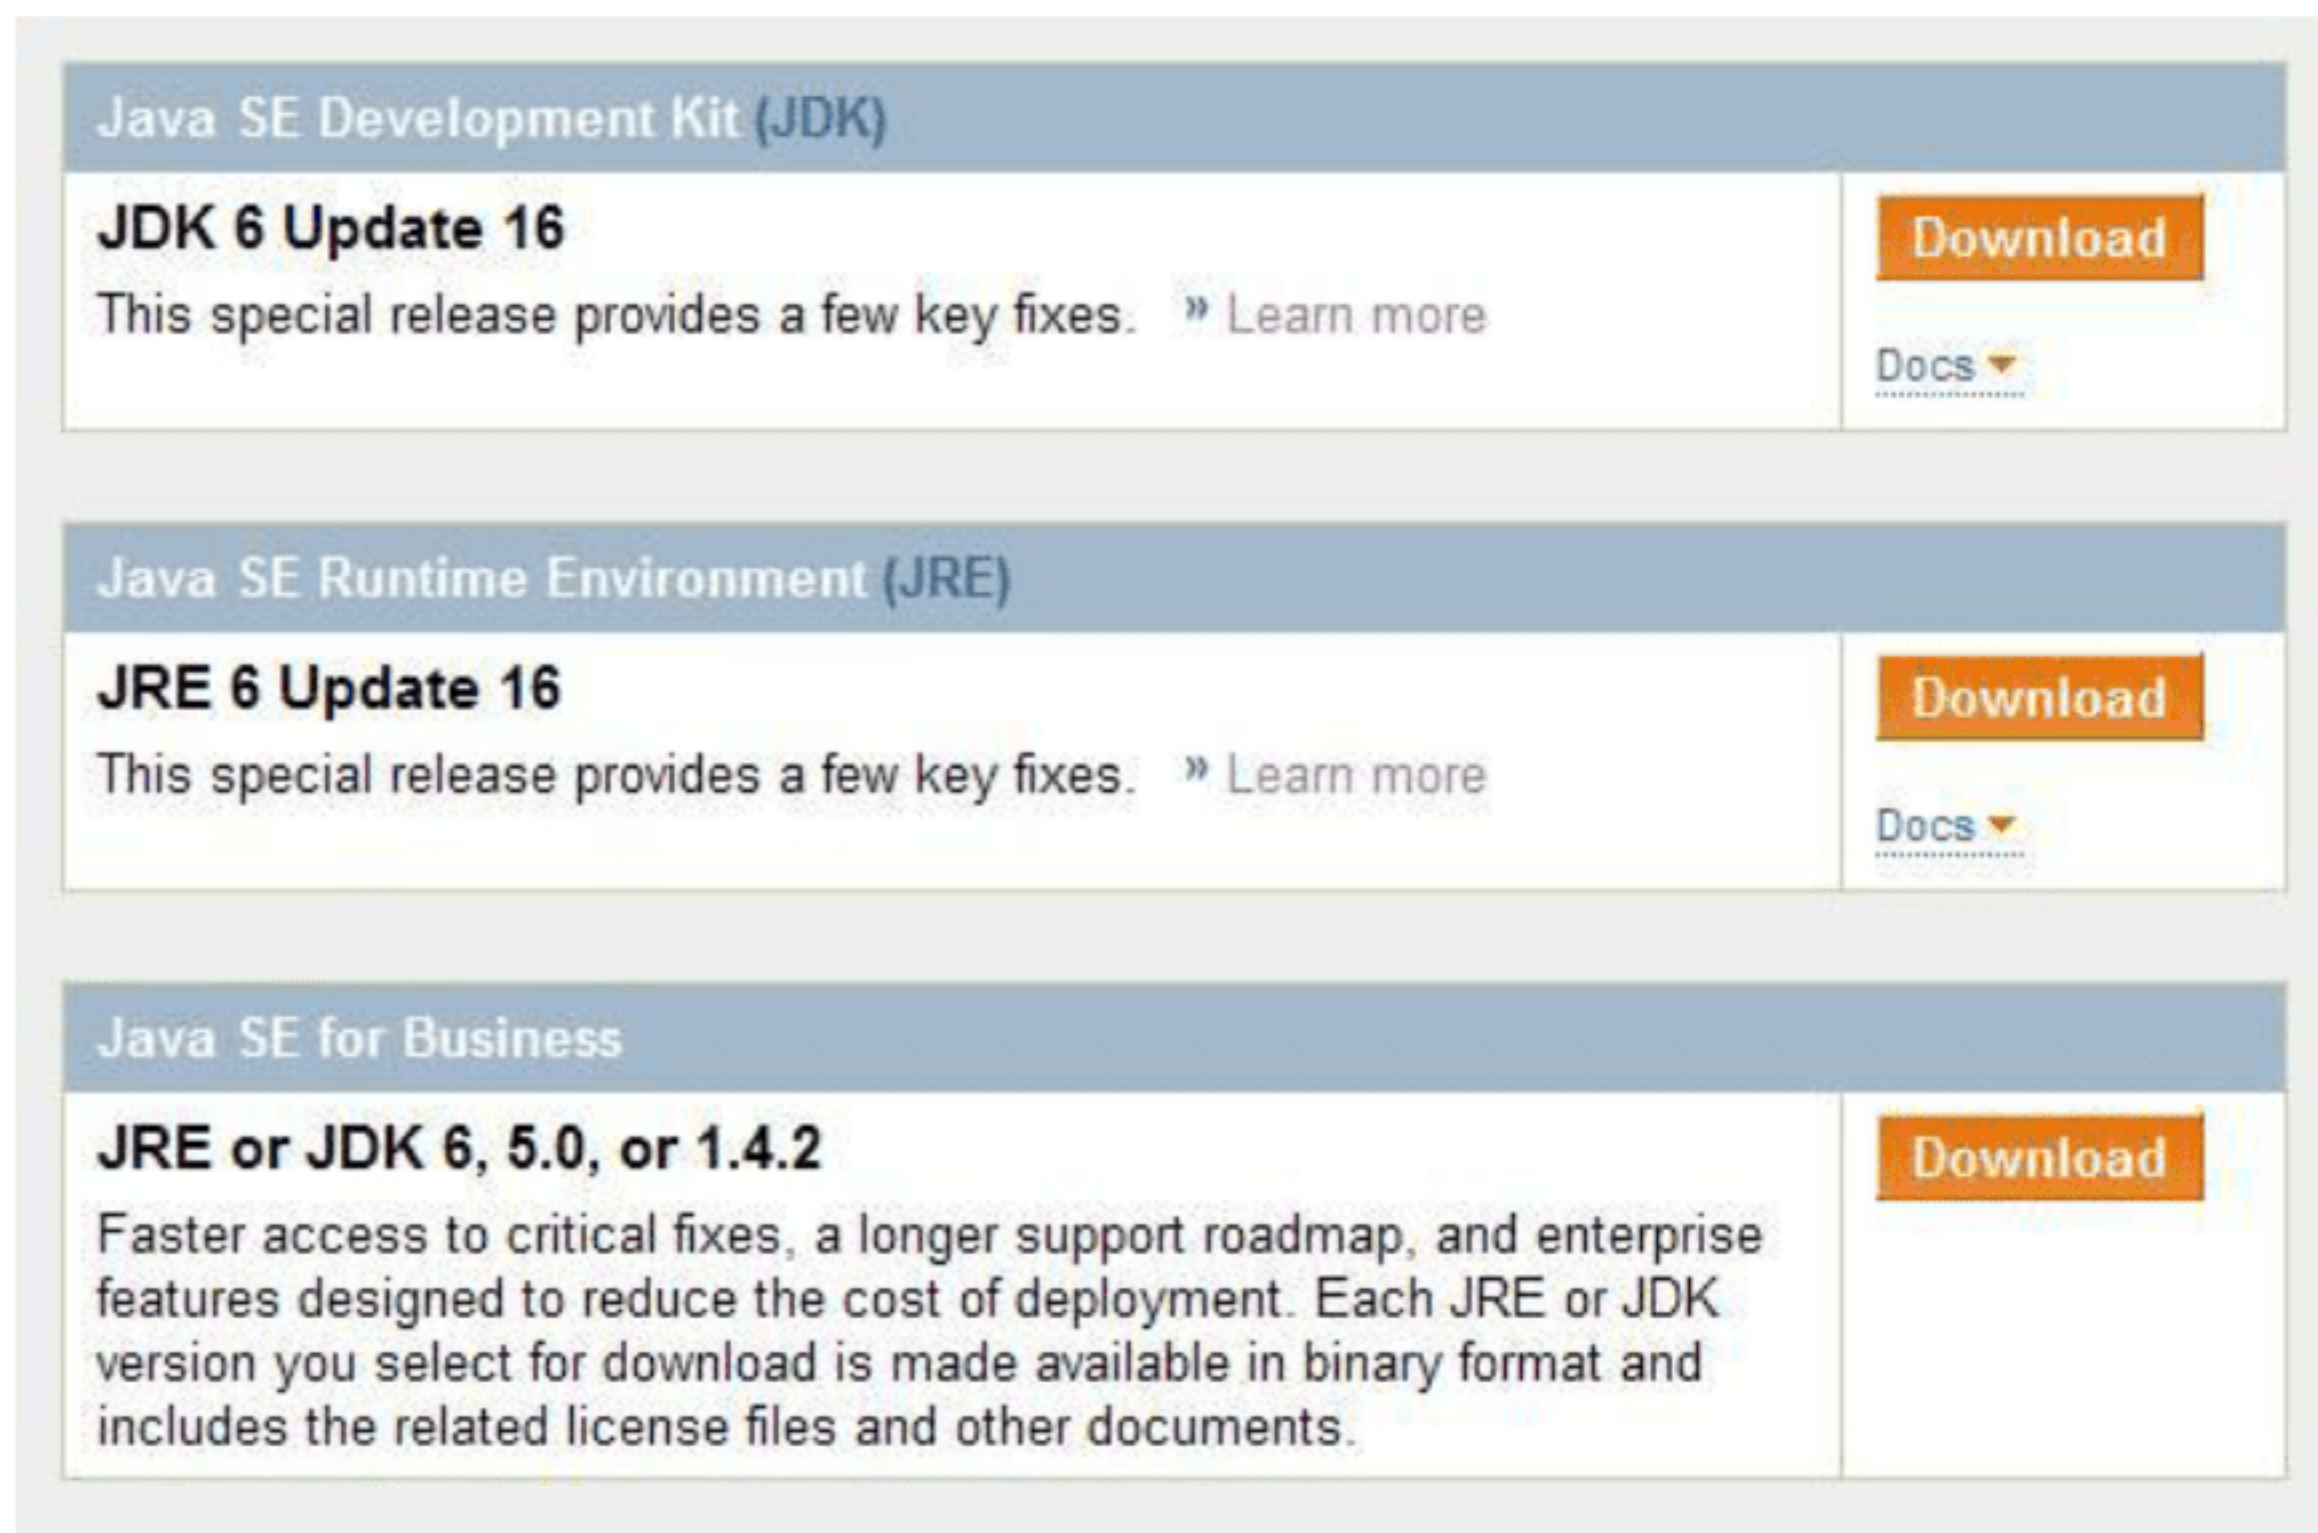 Java SE Development Kit (JDK)
JDK 6 Update 16
Download
This special release provides a few key fixes. » Learn more
Docs
Java SE Runtime Environment (JRE)
JRE 6 Update 16
Download
This special release provides a few key fixes. » Learn more
Docs
Java SE for Business
JRE or JDK 6, 5.0, or 1.4.2
Download
Faster access to critical fixes, a longer support roadmap, and enterprise
features designed to reduce the cost of deployment. Each JRE or JDK
version you select for download is made available in binary format and
includes the related license files and other documents.